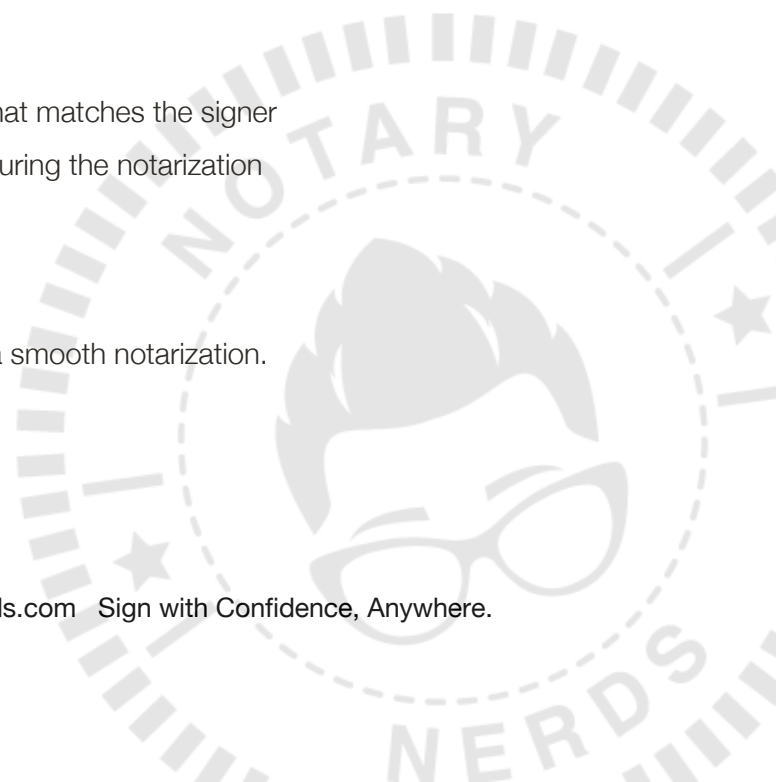 hat matches the signer
uring the notarization
a smooth notarization.
ls.com Sign with Confidence, Anywhere.
NOTARY
NERDS